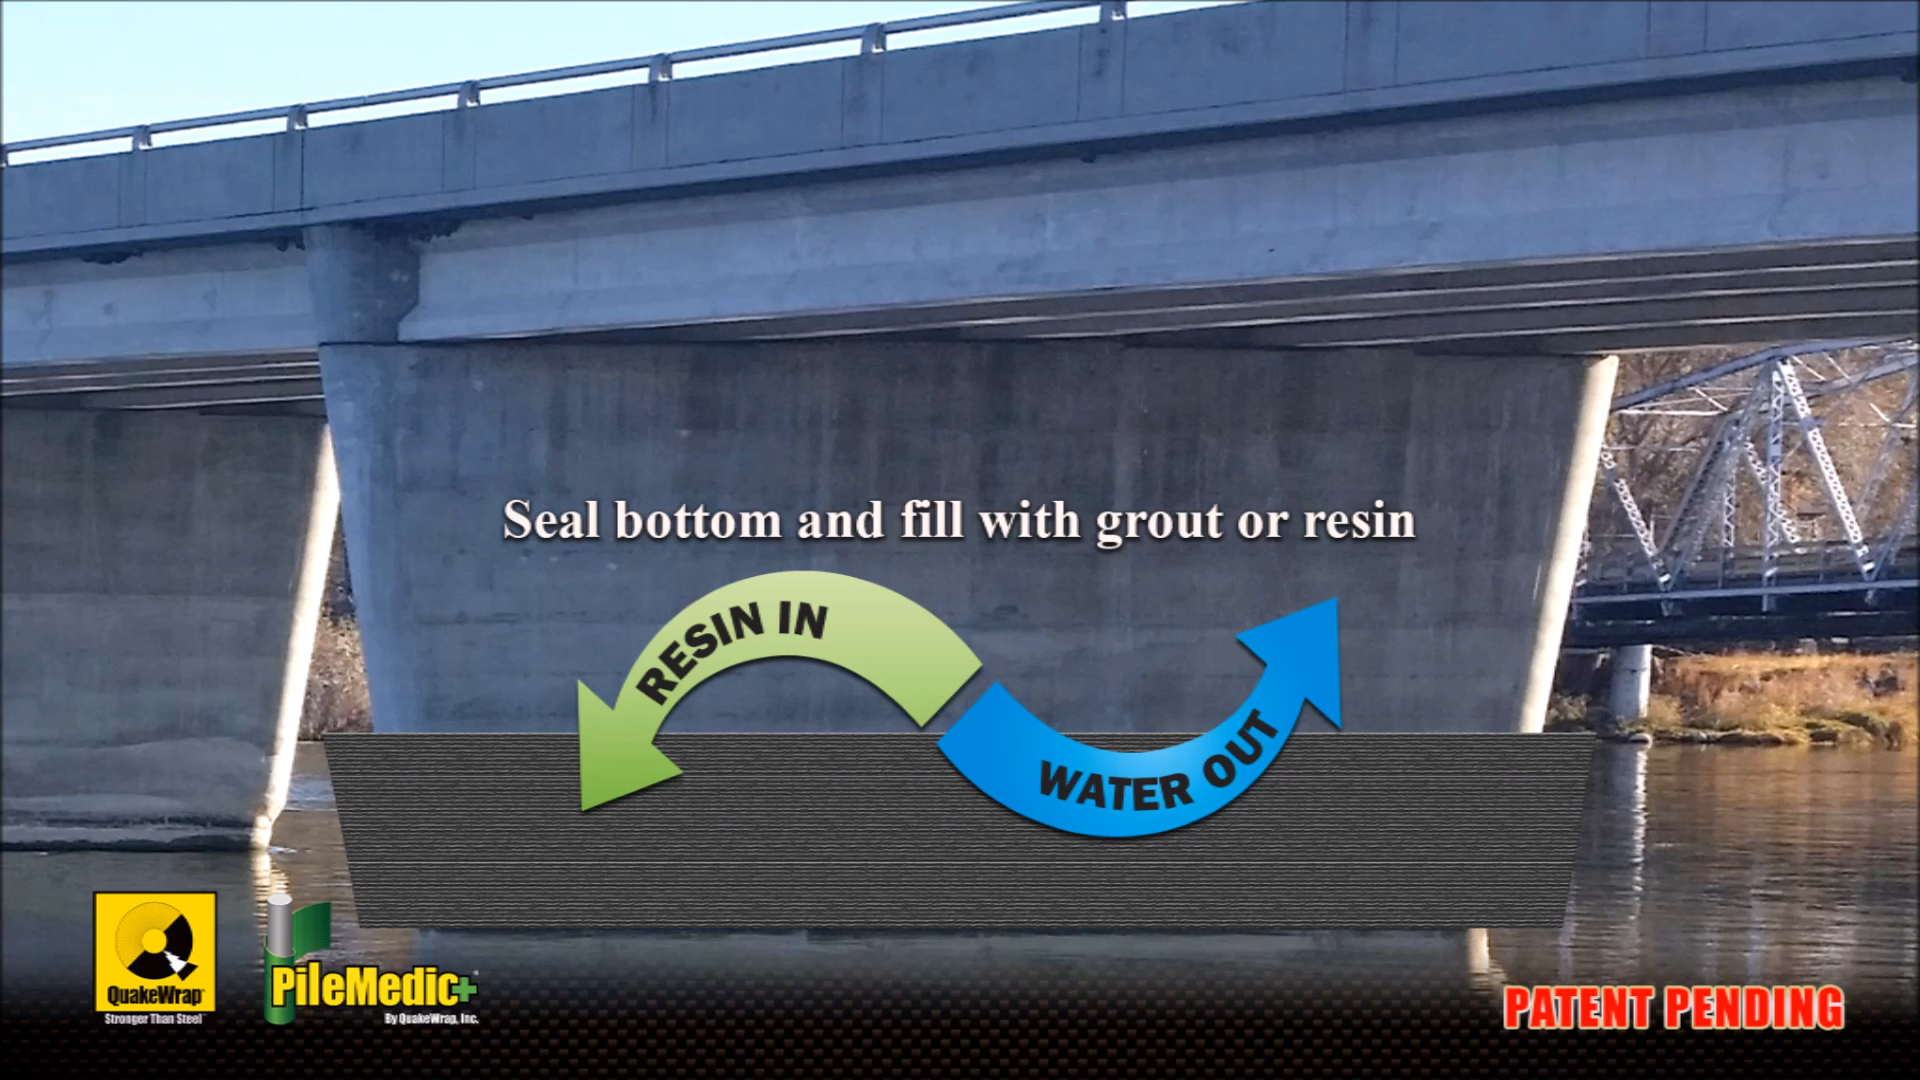 Seal bottom and fill with grout or resin
RESIN IN
WATER OUT
QuakeWrap
Stronger Than Steel
PileMedic+
By QuakeWrap, Inc.
PATENT PENDING